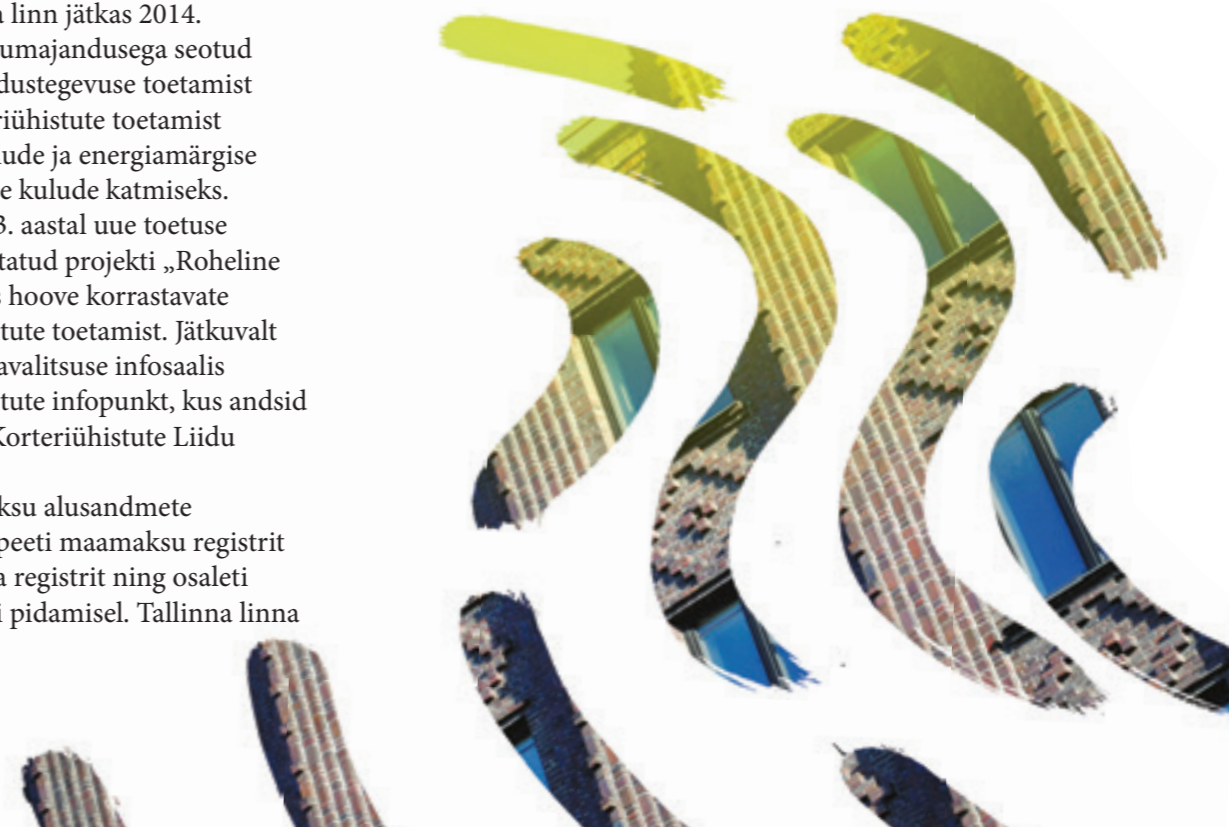 linn jätkas 2014.
umajandusega seotud
dustegevuse toetamist
riühistute toetamist
ude ja energiamärgise
e kulude katmiseks.
3. aastal uue toetuse
tatud projekti „Roheline
s hoove korrastavate
tute toetamist. Jätkuvalt
avalitsuse infosaalis
tute infopunkt, kus andsid
Korteriühistute Liidu
ksu alusandmete
peeti maamaksu registrit
a registrit ning osaleti
i pidamisel. Tallinna linna